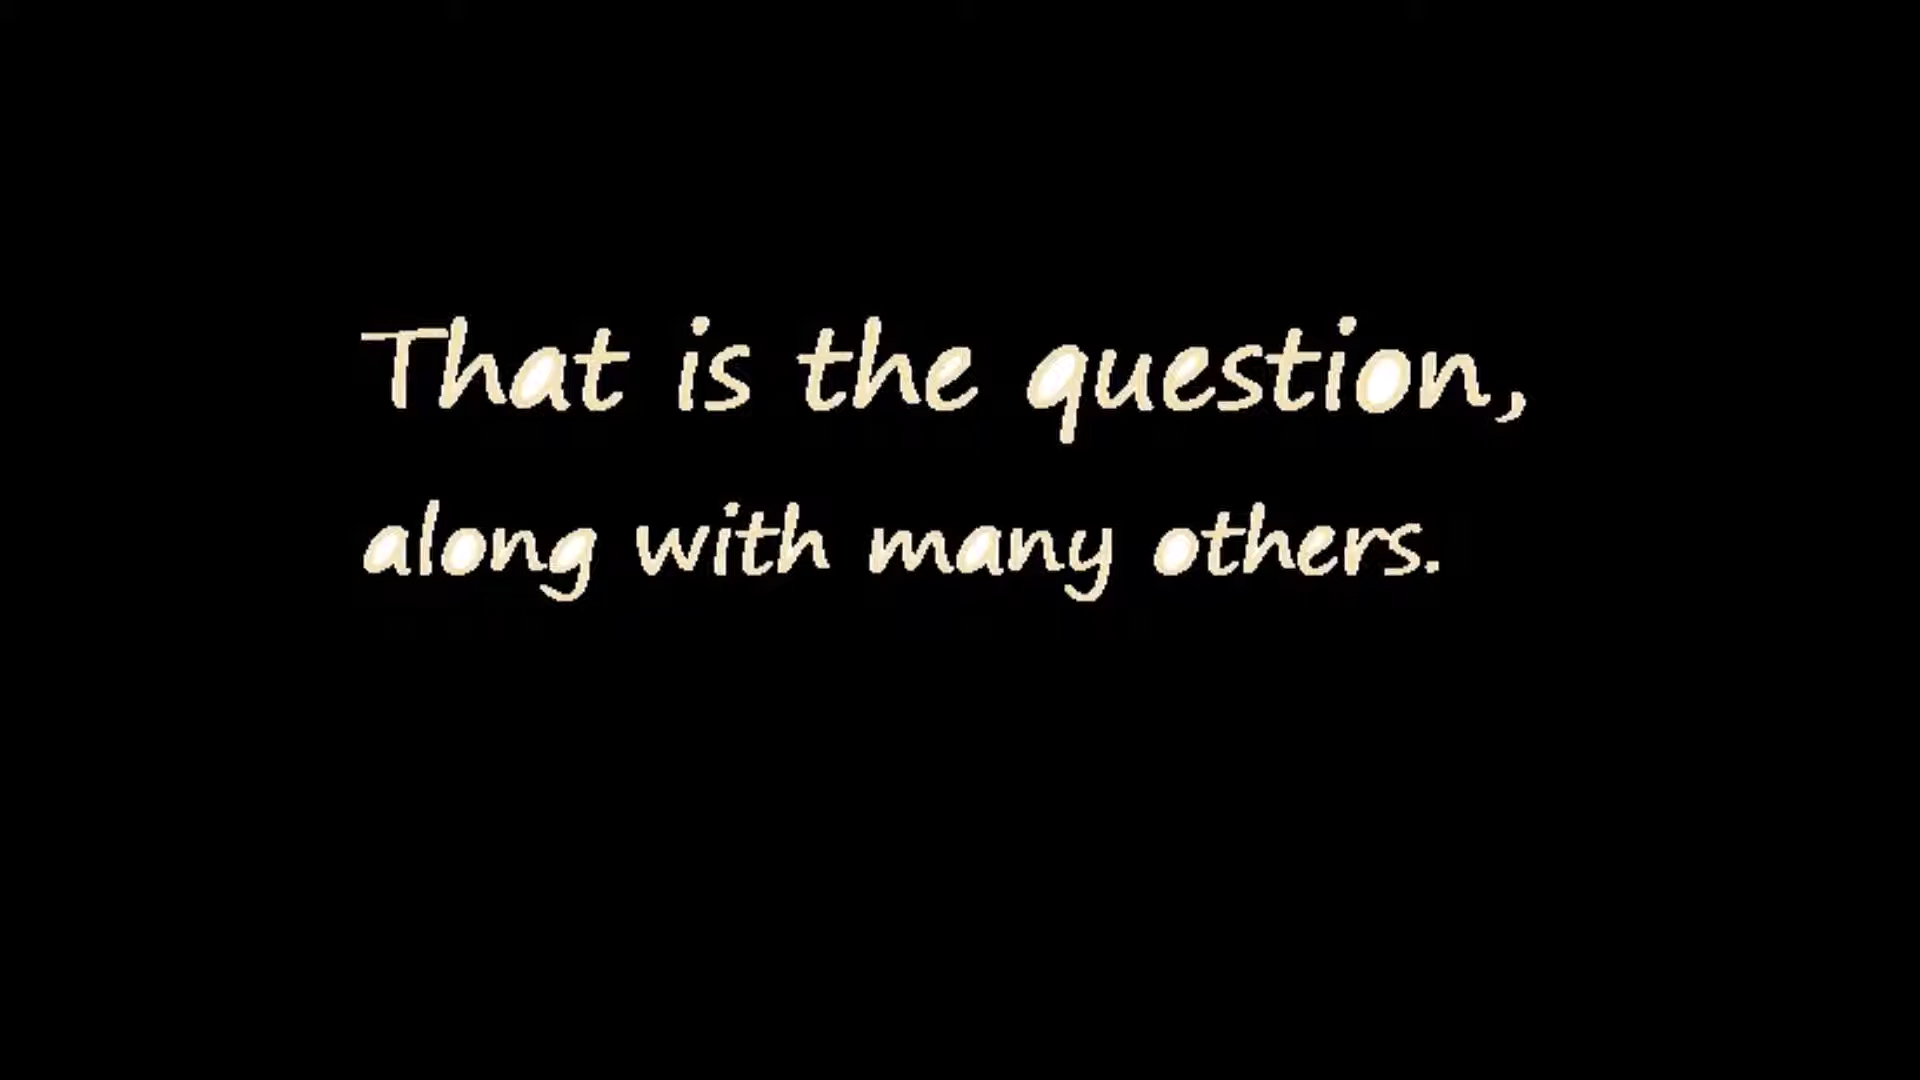 That is the question,
along with many others.